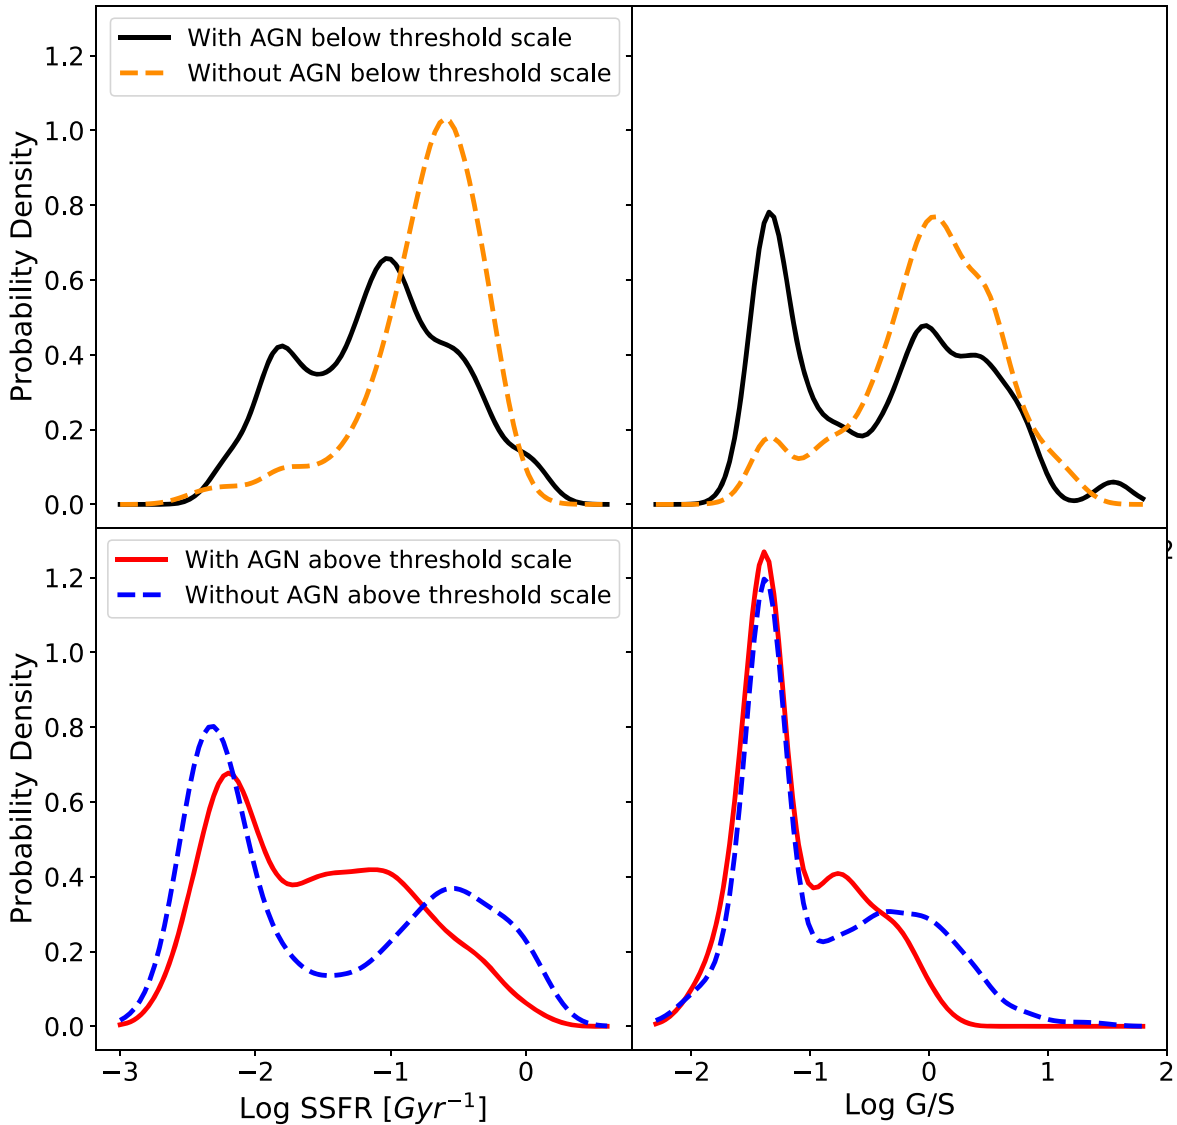 With AGN below threshold scale
Without AGN below threshold scale
Probability Density
1.2
1.0
0.8
0.6
0.4
0.2
0.0
With AGN above threshold scale
Without AGN above threshold scale
Probability Density
1.2
1.0
0.8
0.6
0.4
0.2
0.0
−3 −2 −1 0
Log SSFR [Gyr⁻¹]
−2 −1 0 1 2
Log G/S